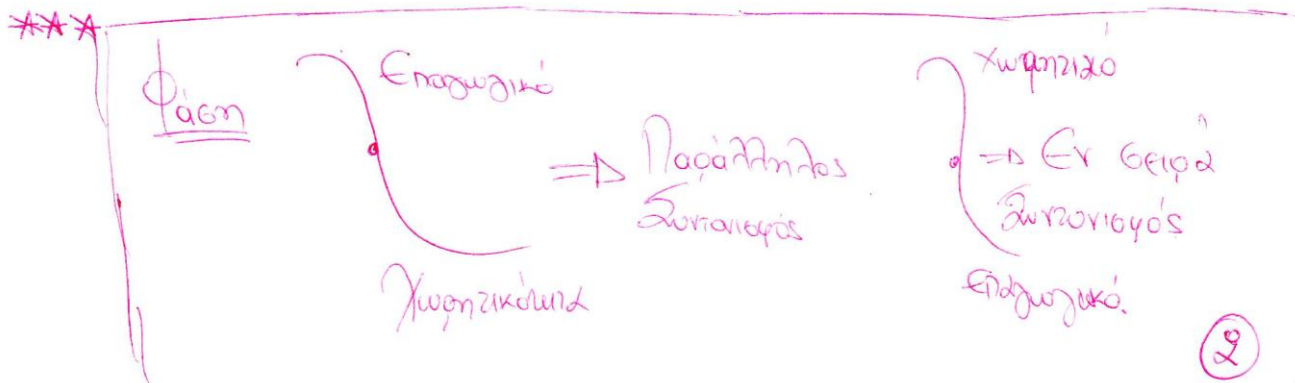 ***
Φάση
Επαγωγικό
⇒ Παράλληλος
Συντονισμός
Χωρητικότητα
Χωρητικό
⇒ Εν σειρά
Συντονισμός
Επαγωγικό.
2